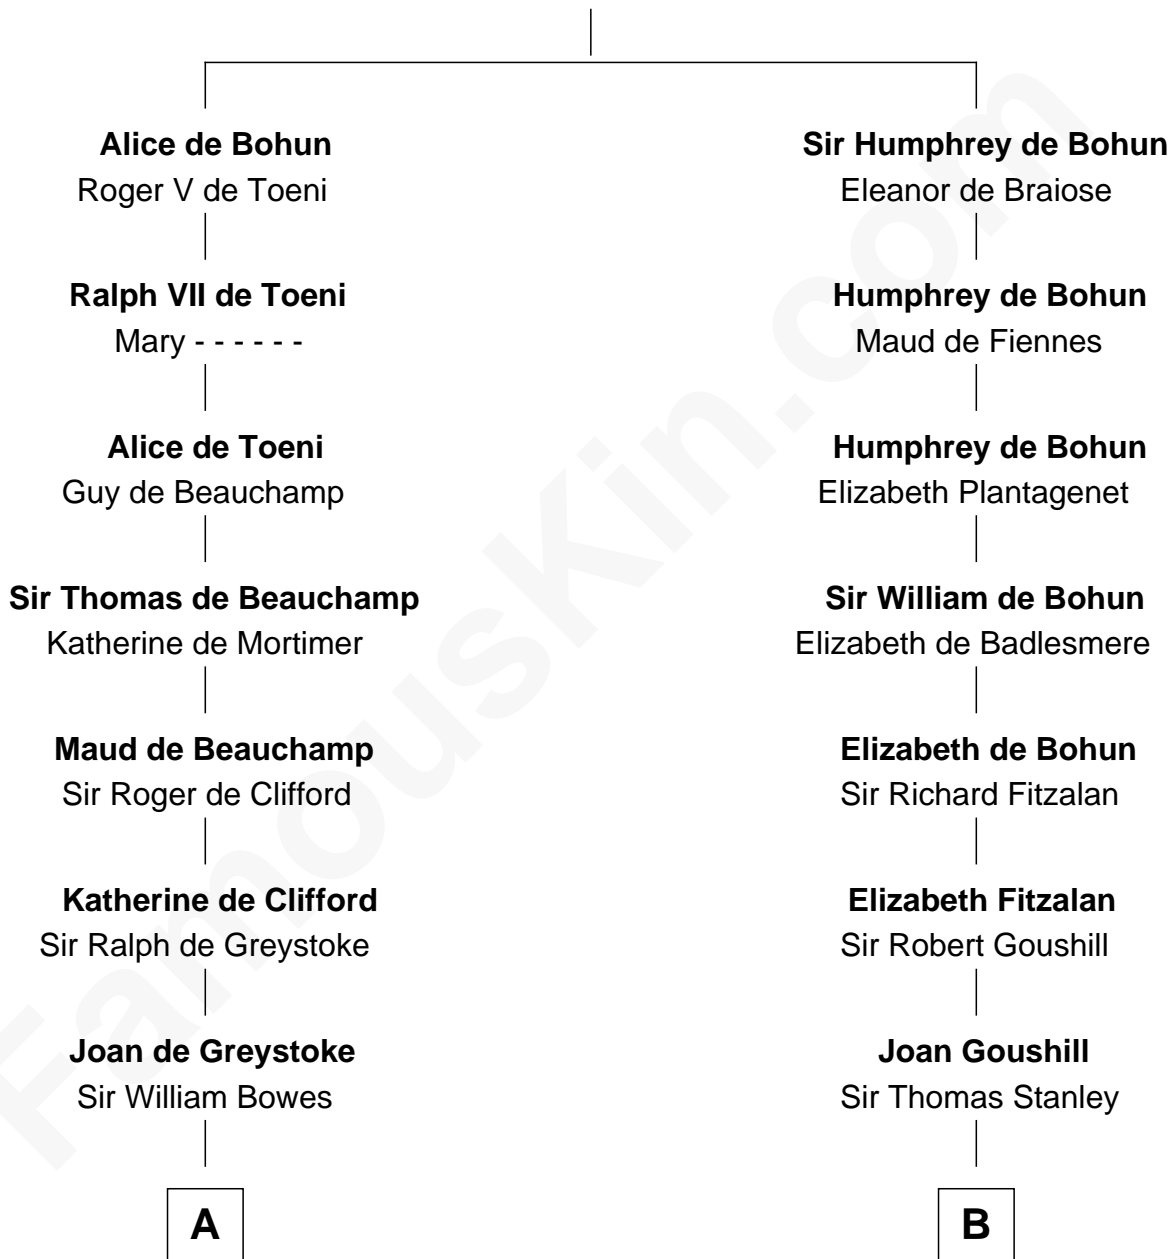 Alice de Bohun
Roger V de Toeni
Ralph VII de Toeni
Mary - - - - - -
Alice de Toeni
Guy de Beauchamp
Sir Thomas de Beauchamp
Katherine de Mortimer
Maud de Beauchamp
Sir Roger de Clifford
Katherine de Clifford
Sir Ralph de Greystoke
Joan de Greystoke
Sir William Bowes
A
Sir Humphrey de Bohun
Eleanor de Braiose
Humphrey de Bohun
Maud de Fiennes
Humphrey de Bohun
Elizabeth Plantagenet
Sir William de Bohun
Elizabeth de Badlesmere
Elizabeth de Bohun
Sir Richard Fitzalan
Elizabeth Fitzalan
Sir Robert Goushill
Joan Goushill
Sir Thomas Stanley
B
FamousKin.com